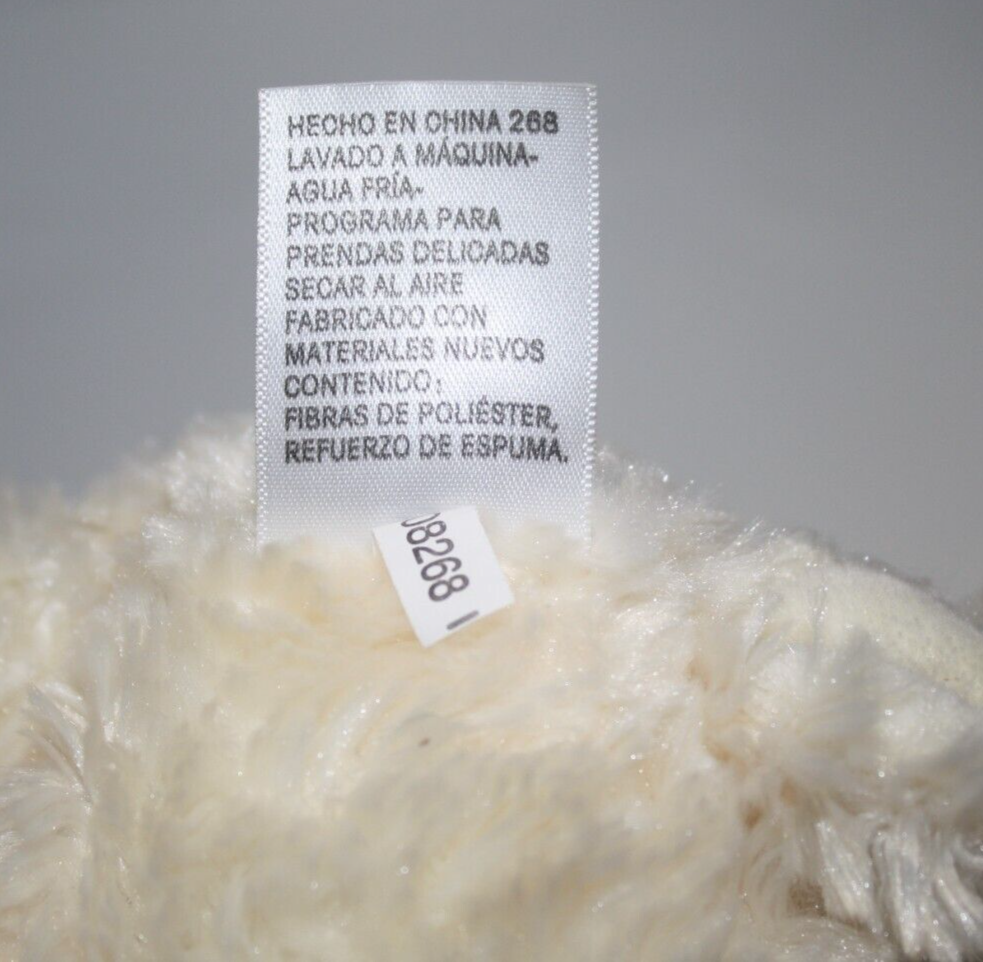 HECHO EN CHINA 268
LAVADO A MÁQUINA-
AGUA FRÍA-
PROGRAMA PARA
PRENDAS DELICADAS
SECAR AL AIRE
FABRICADO CON
MATERIALES NUEVOS
CONTENIDO:
FIBRAS DE POLIÉSTER,
REFUERZO DE ESPUMA.
08268